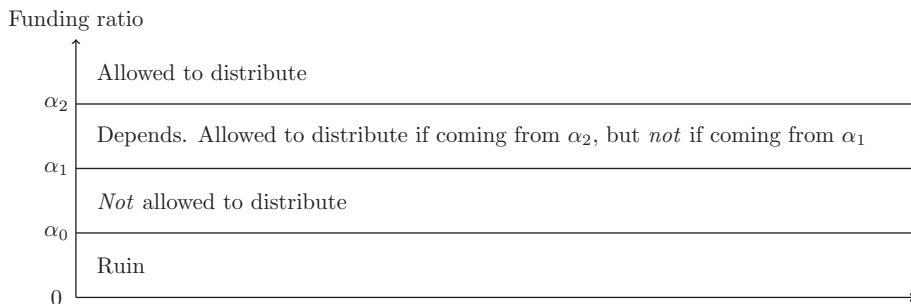 Funding ratio
Allowed to distribute
α₂
Depends. Allowed to distribute if coming from α₂, but not if coming from α₁
α₁
Not allowed to distribute
α₀
Ruin
0